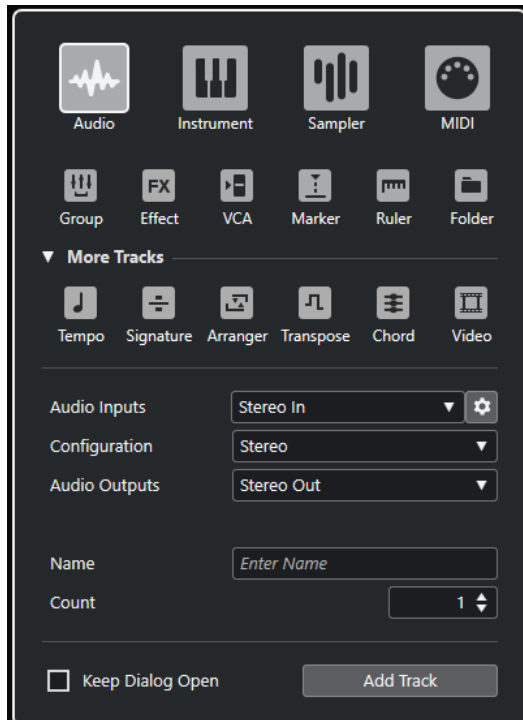 Audio Instrument Sampler MIDI
FX
Group Effect VCA Marker Ruler Folder
More Tracks
Tempo Signature Arranger Transpose Chord Video
Audio Inputs Stereo In
Configuration Stereo
Audio Outputs Stereo Out
Name Enter Name
Count 1
Keep Dialog Open Add Track